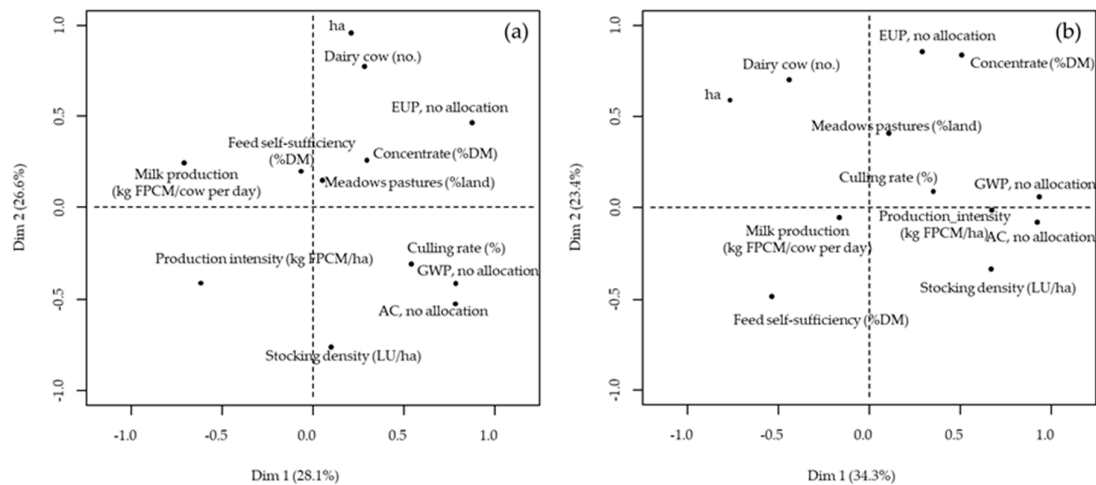 (a)
1.0
ha
Dairy cow (no.)
EUP, no allocation
0.5
Feed self-sufficiency
(%DM)
Concentrate (%DM)
Milk production
(kg FPCM/cow per day)
Meadows pastures (%land)
0.0
Dim 2 (26.6%)
Production intensity (kg FPCM/ha)
Culling rate (%)
GWP, no allocation
-0.5
AC, no allocation
Stocking density (LU/ha)
-1.0
-1.0
-0.5
0.0
0.5
1.0
Dim 1 (28.1%)
(b)
1.0
EUP, no allocation
Concentrate (%DM)
Dairy cow (no.)
ha
0.5
Meadows pastures (%land)
Culling rate (%)
GWP, no allocation
0.0
Dim 2 (23.4%)
Production_intensity
(kg FPCM/ha)
AC, no allocation
Milk production
(kg FPCM/cow per day)
Stocking density (LU/ha)
-0.5
Feed self-sufficiency (%DM)
-1.0
-1.0
-0.5
0.0
0.5
1.0
Dim 1 (34.3%)